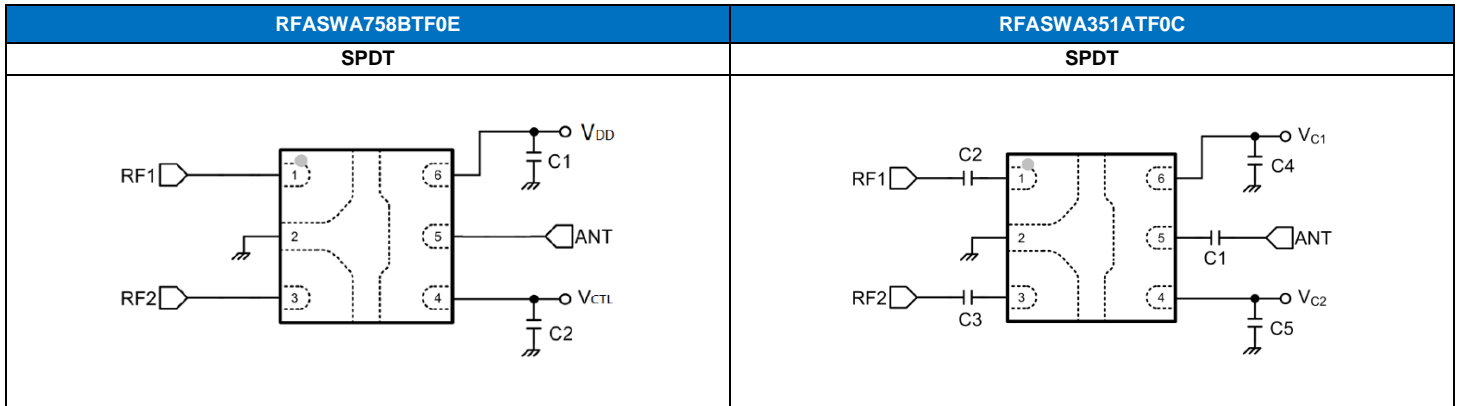 RFASWA758BTF0E
RFASWA351ATF0C
SPDT
SPDT
VDD
C1
RF1
1
6
2
5
ANT
RF2
3
4
VCTL
C2
VC1
C4
C2
RF1
1
6
2
5
ANT
C1
RF2
3
4
VC2
C3
C5